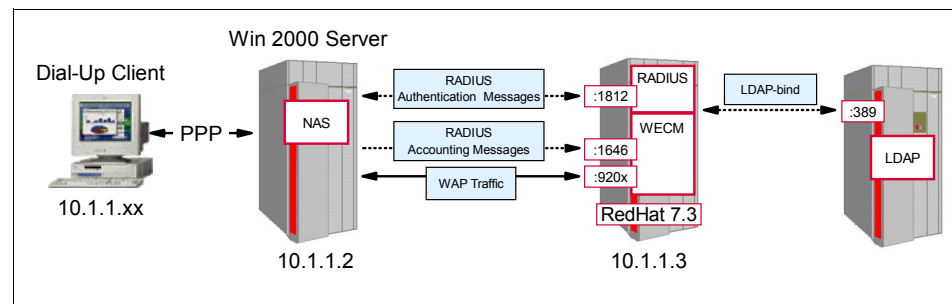 Win 2000 Server
Dial-Up Client
PPP
10.1.1.xx
NAS
10.1.1.2
RADIUS
Authentication Messages
RADIUS
Accounting Messages
WAP Traffic
:1812
:1646
:920x
RADIUS
WECM
RedHat 7.3
10.1.1.3
LDAP-bind
:389
LDAP